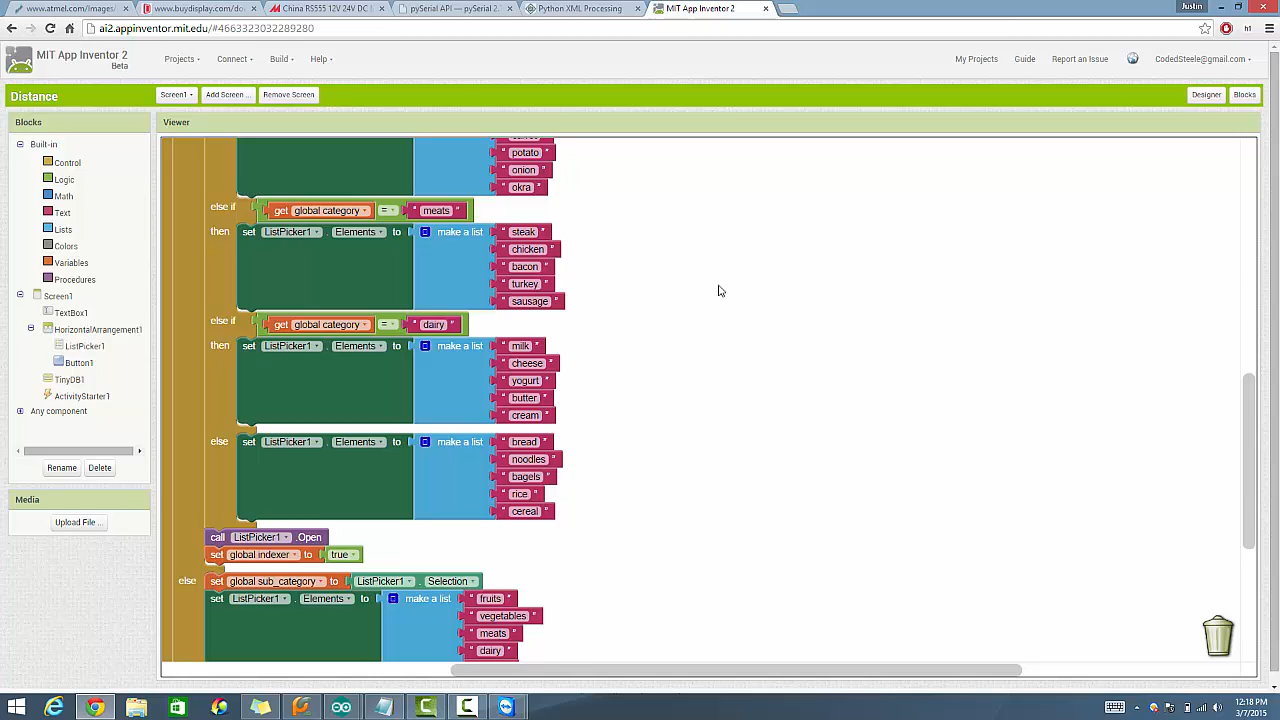 www.atmel.com/Images/
www.buydisplay.com/do
China RS555 12V 24V DC
pySerial API — pySerial 2.
Python XML Processing
MIT App Inventor 2
Justin
ai2.appinventor.mit.edu/#4663323032289280
MIT App Inventor 2
Beta
Projects
Connect
Build
Help
My Projects
Guide
Report an Issue
CodedSteele@gmail.com
Distance
Screen1
Add Screen ...
Remove Screen
Designer
Blocks
Blocks
Viewer
Built-in
Control
Logic
Math
Text
Lists
Colors
Variables
Procedures
Screen1
TextBox1
HorizontalArrangement1
ListPicker1
Button1
TinyDB1
ActivityStarter1
Any component
Rename
Delete
Media
Upload File ...
" potato "
" onion "
" okra "
else if get global category = " meats "
then set ListPicker1 . Elements to make a list " steak "
" chicken "
" bacon "
" turkey "
" sausage "
else if get global category = " dairy "
then set ListPicker1 . Elements to make a list " milk "
" cheese "
" yogurt "
" butter "
" cream "
else set ListPicker1 . Elements to make a list " bread "
" noodles "
" bagels "
" rice "
" cereal "
call ListPicker1 .Open
set global indexer to true
else set global sub_category to ListPicker1 . Selection
set ListPicker1 . Elements to make a list " fruits "
" vegetables "
" meats "
" dairy "
12:18 PM
3/7/2015